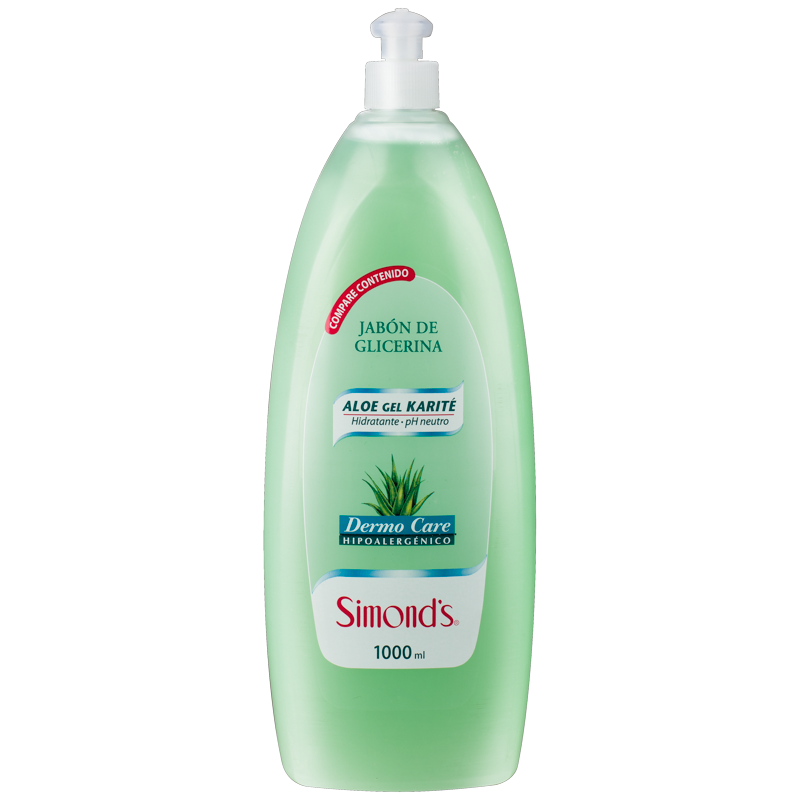 COMPARE CONTENIDO
JABÓN DE
GLICERINA
ALOE GEL KARITÉ
Hidratante · pH neutro
Dermo Care
HIPOALERGÉNICO
Simond's®
1000 ml